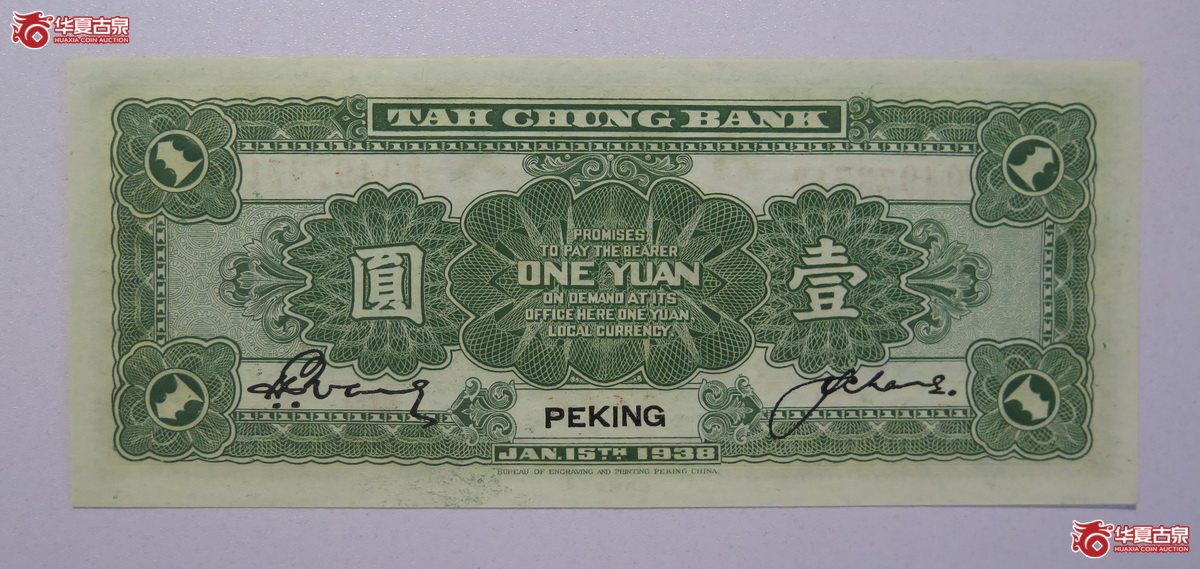 华夏古泉
HUAXIA COIN AUCTION
TAH CHUNG BANK
PROMISES
TO PAY THE BEARER
ONE YUAN
ON DEMAND AT ITS
OFFICE HERE ONE YUAN
LOCAL CURRENCY.
圓 壹
PEKING
JAN. 15TH. 1938
BUREAU OF ENGRAVING AND PRINTING PEKING CHINA.
华夏古泉
HUAXIA COIN AUCTION